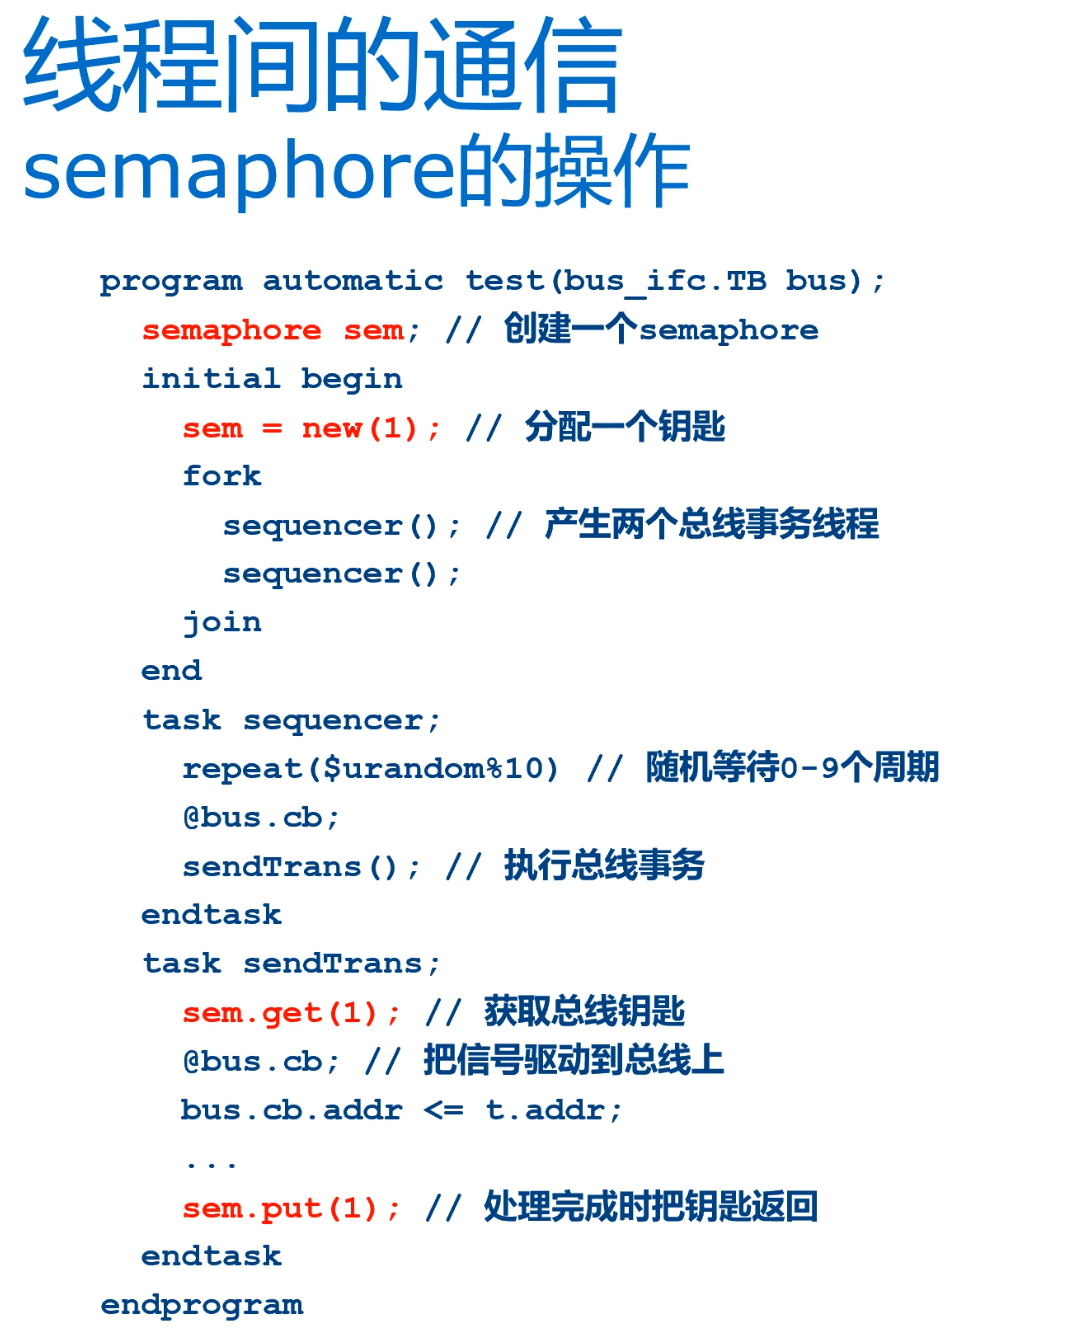 线程间的通信
semaphore的操作
program automatic test(bus_ifc.TB bus);
semaphore sem; // 创建一个semaphore
initial begin
sem = new(1); // 分配一个钥匙
fork
sequencer(); // 产生两个总线事务线程
sequencer();
join
end
task sequencer;
repeat($urandom%10) // 随机等待0-9个周期
@bus.cb;
sendTrans(); // 执行总线事务
endtask
task sendTrans;
sem.get(1); // 获取总线钥匙
@bus.cb; // 把信号驱动到总线上
bus.cb.addr <= t.addr;
...
sem.put(1); // 处理完成时把钥匙返回
endtask
endprogram